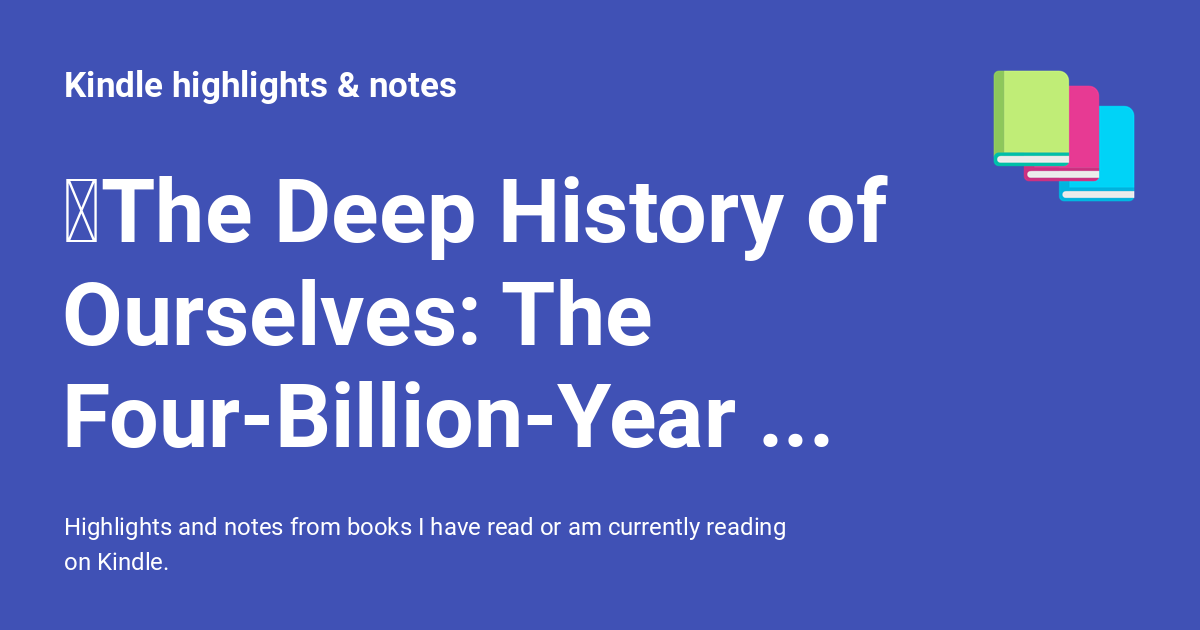 Kindle highlights & notes
The Deep History of
Ourselves: The
Four-Billion-Year ...
Highlights and notes from books I have read or am currently reading
on Kindle.